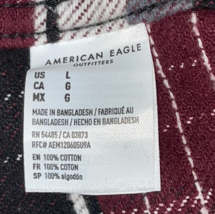 AMERICAN EAGLE
OUTFITTERS
US L
CA G
MX G
MADE IN BANGLADESH / FABRIQUÉ AU
BANGLADESH / HECHO EN BANGLADESH
RN 54485 / CA 03873
RFC# AEM120605U9A
EN 100% COTTON
FR 100% COTON
SP 100% algodón